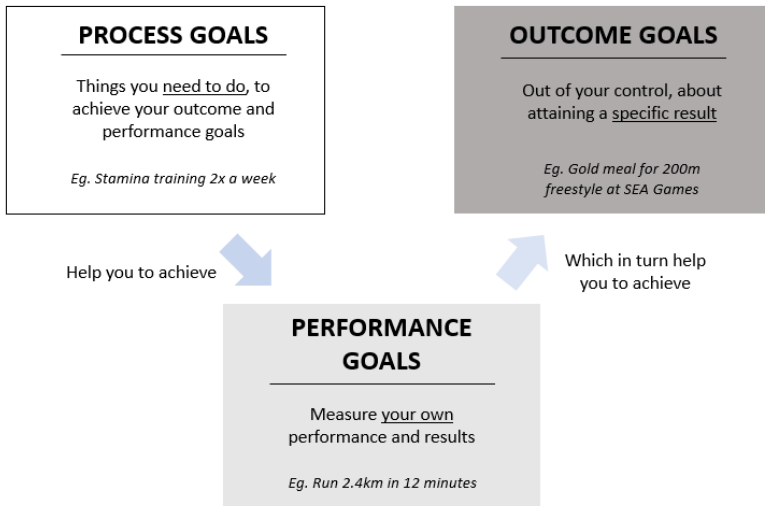 PROCESS GOALS
Things you need to do, to
achieve your outcome and
performance goals
Eg. Stamina training 2x a week
OUTCOME GOALS
Out of your control, about
attaining a specific result
Eg. Gold meal for 200m
freestyle at SEA Games
Help you to achieve
Which in turn help
you to achieve
PERFORMANCE
GOALS
Measure your own
performance and results
Eg. Run 2.4km in 12 minutes